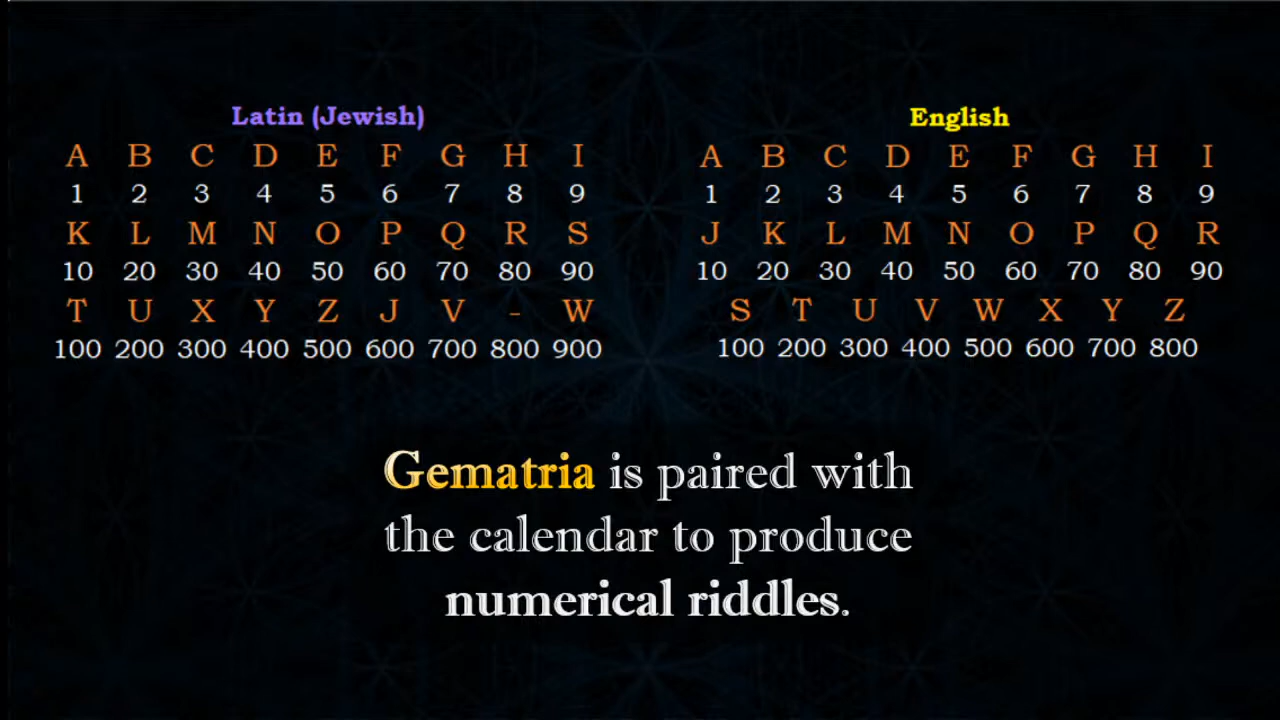 Latin (Jewish)
A B C D E F G H I
1 2 3 4 5 6 7 8 9
K L M N O P Q R S
10 20 30 40 50 60 70 80 90
T U X Y Z J V - W
100 200 300 400 500 600 700 800 900
English
A B C D E F G H I
1 2 3 4 5 6 7 8 9
J K L M N O P Q R
10 20 30 40 50 60 70 80 90
S T U V W X Y Z
100 200 300 400 500 600 700 800
Gematria is paired with
the calendar to produce
numerical riddles.